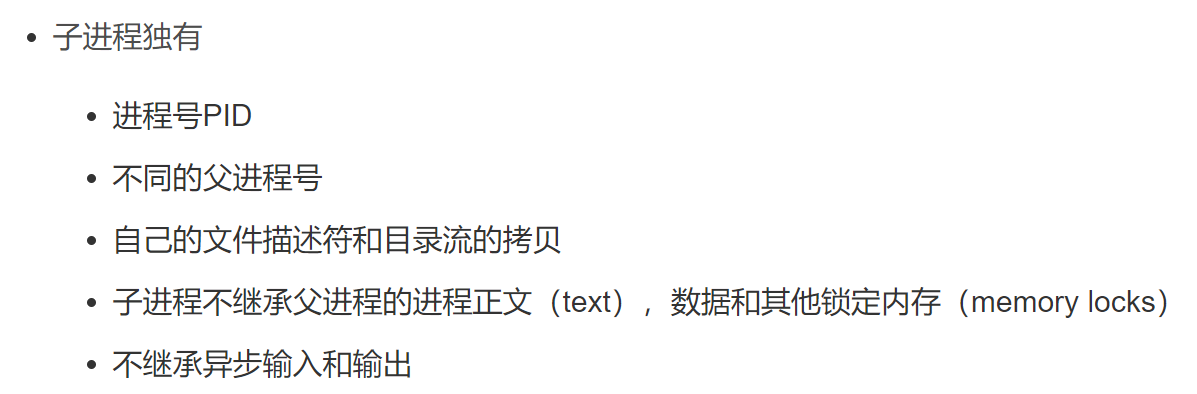 子进程独有
进程号PID
不同的父进程号
自己的文件描述符和目录流的拷贝
子进程不继承父进程的进程正文（text），数据和其他锁定内存（memory locks）
不继承异步输入和输出